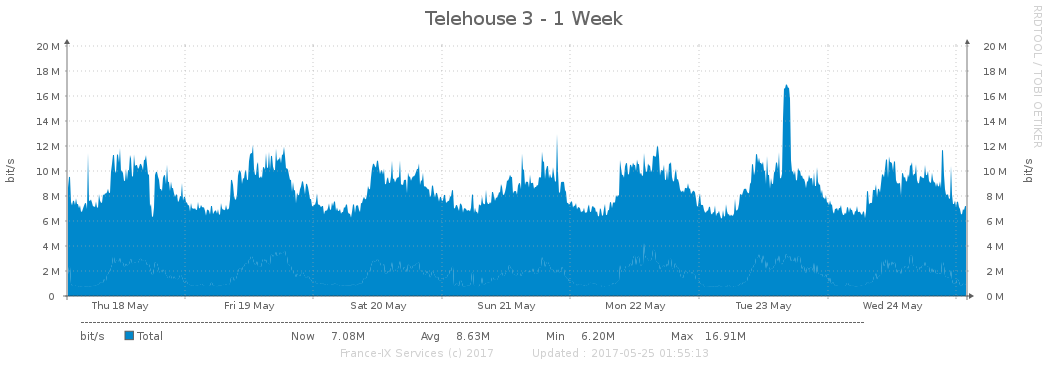 Telehouse 3 - 1 Week
RRDTOOL / TOBI OETIKER
bit/s
bit/s
20 M 20 M
18 M 18 M
16 M 16 M
14 M 14 M
12 M 12 M
10 M 10 M
8 M 8 M
6 M 6 M
4 M 4 M
2 M 2 M
0 0 M
Thu 18 May Fri 19 May Sat 20 May Sun 21 May Mon 22 May Tue 23 May Wed 24 May
bit/s Total Now 7.08M Avg 8.63M Min 6.20M Max 16.91M
France-IX Services (c) 2017 Updated : 2017-05-25 01:55:13